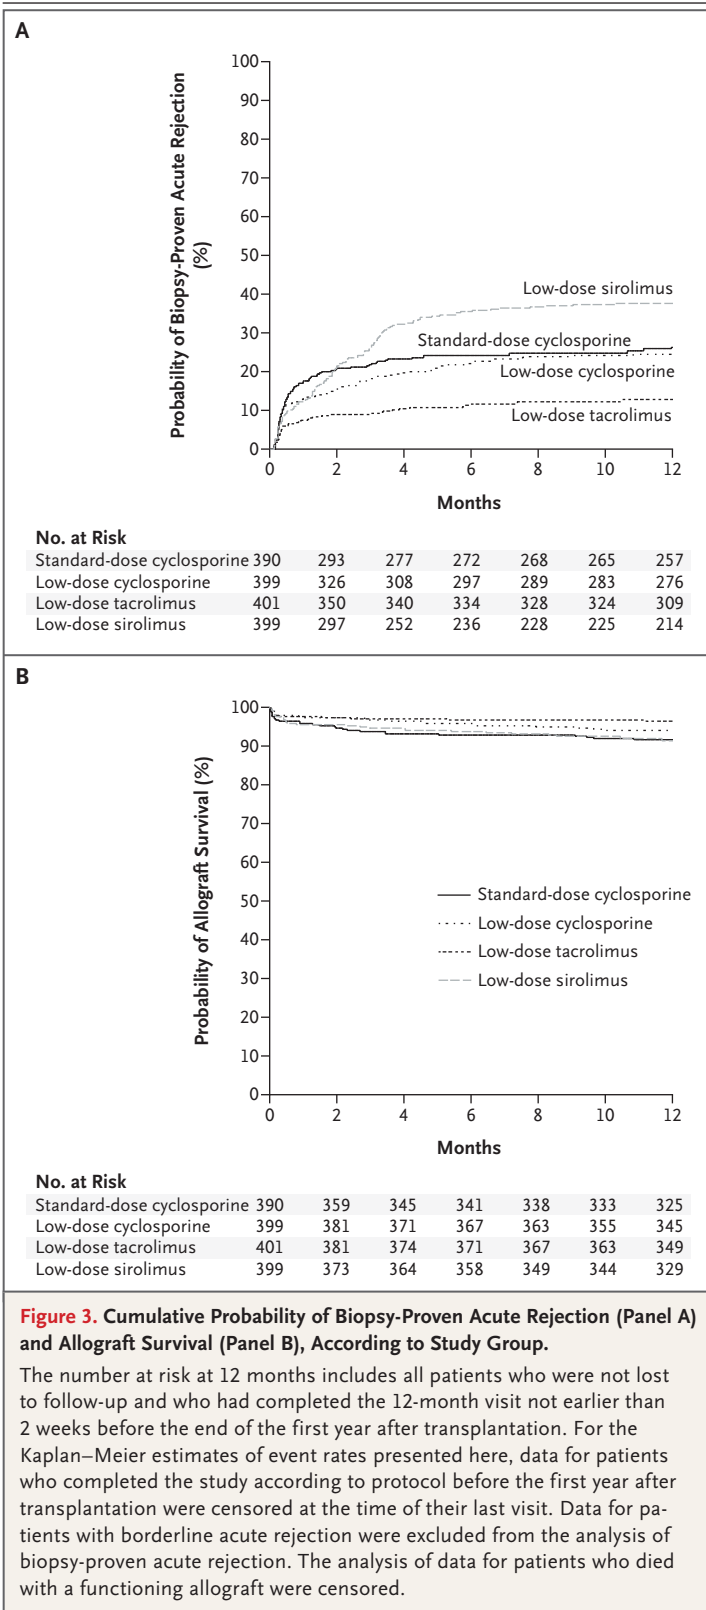 A
Probability of Biopsy-Proven Acute Rejection
(%)
100
90
80
70
60
50
40
30
20
10
0
Low-dose sirolimus
Standard-dose cyclosporine
Low-dose cyclosporine
Low-dose tacrolimus
0 2 4 6 8 10 12
Months
No. at Risk
Standard-dose cyclosporine 390 293 277 272 268 265 257
Low-dose cyclosporine 399 326 308 297 289 283 276
Low-dose tacrolimus 401 350 340 334 328 324 309
Low-dose sirolimus 399 297 252 236 228 225 214
B
Probability of Allograft Survival (%)
100
90
80
70
60
50
40
30
20
10
0
Standard-dose cyclosporine
Low-dose cyclosporine
Low-dose tacrolimus
Low-dose sirolimus
0 2 4 6 8 10 12
Months
No. at Risk
Standard-dose cyclosporine 390 359 345 341 338 333 325
Low-dose cyclosporine 399 381 371 367 363 355 345
Low-dose tacrolimus 401 381 374 371 367 363 349
Low-dose sirolimus 399 373 364 358 349 344 329
Figure 3. Cumulative Probability of Biopsy-Proven Acute Rejection (Panel A)
and Allograft Survival (Panel B), According to Study Group.
The number at risk at 12 months includes all patients who were not lost
to follow-up and who had completed the 12-month visit not earlier than
2 weeks before the end of the first year after transplantation. For the
Kaplan–Meier estimates of event rates presented here, data for patients
who completed the study according to protocol before the first year after
transplantation were censored at the time of their last visit. Data for pa-
tients with borderline acute rejection were excluded from the analysis of
biopsy-proven acute rejection. The analysis of data for patients who died
with a functioning allograft were censored.